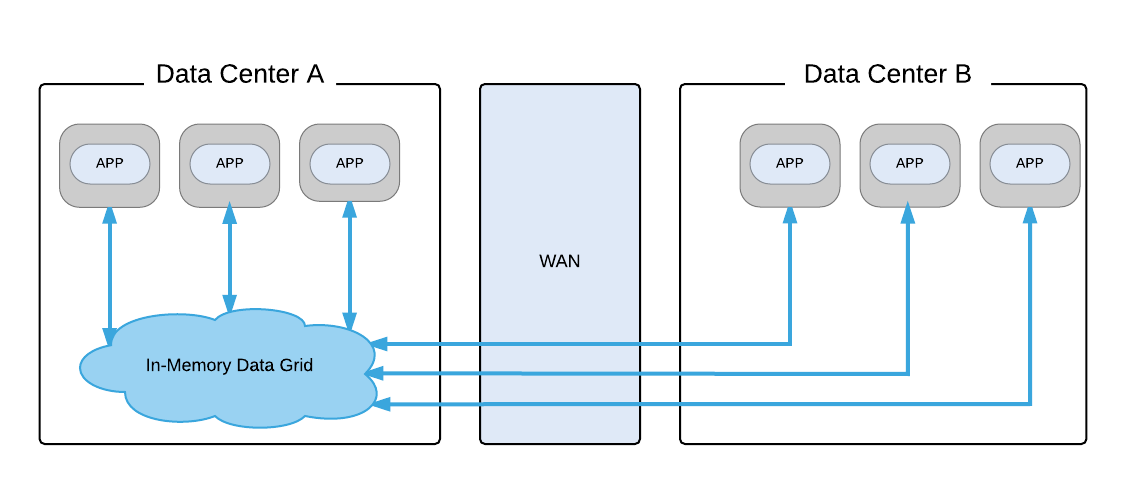 Data Center A
Data Center B
APP
APP
APP
APP
APP
APP
WAN
In-Memory Data Grid